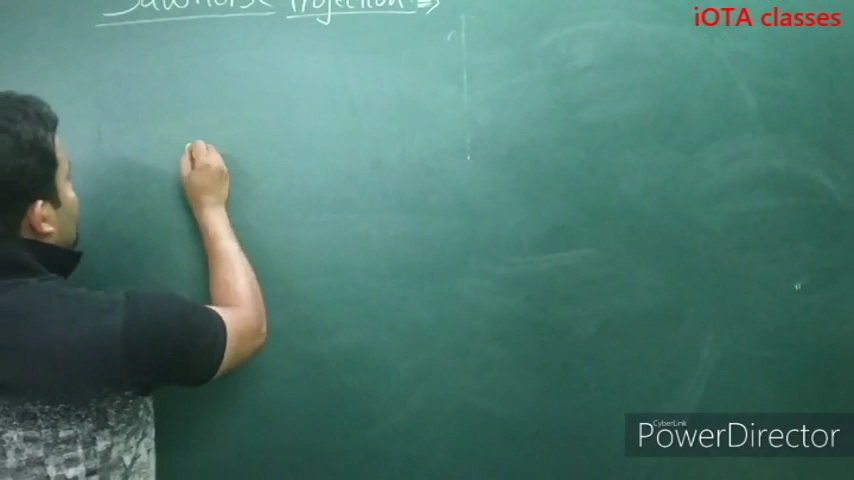 Sawhorse Projection:⇒
iOTA classes
CyberLink
PowerDirector